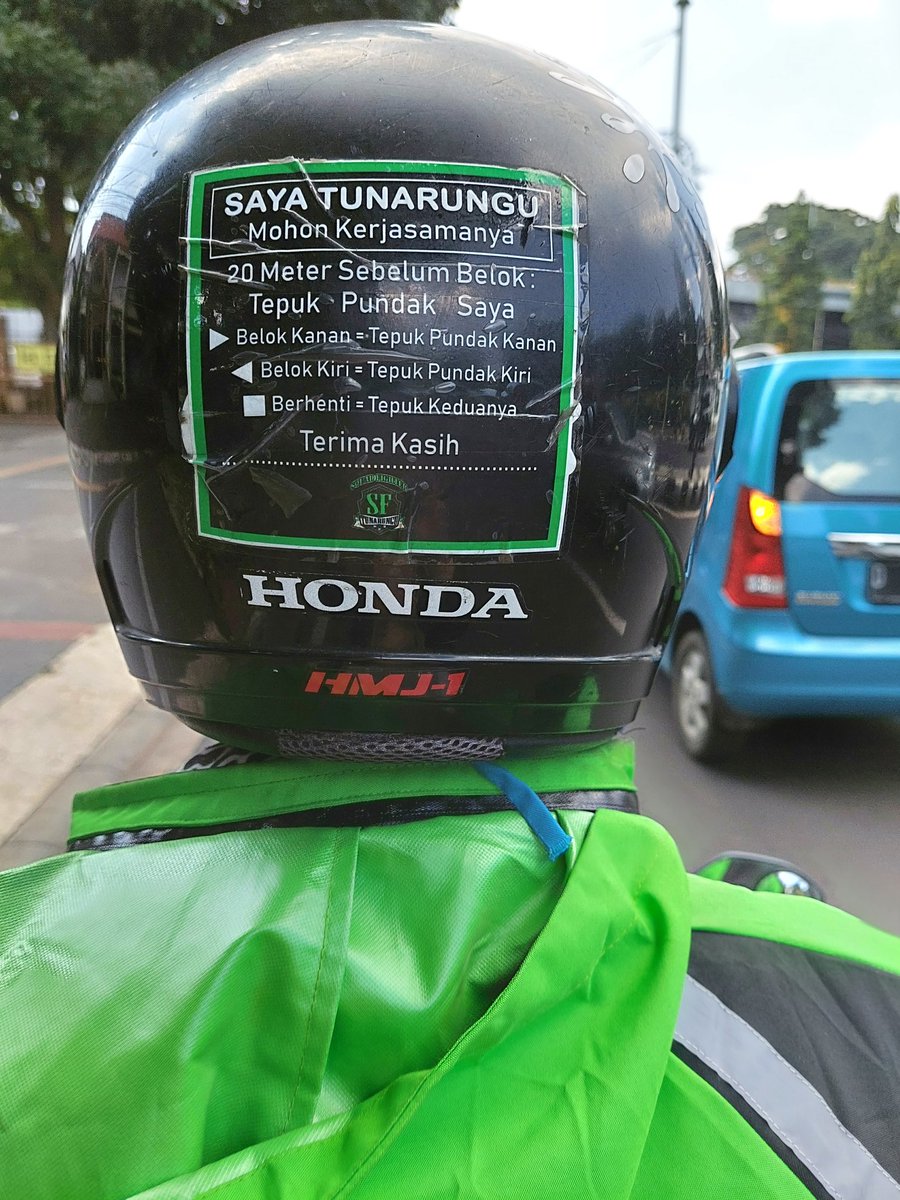 SAYA TUNARUNGU
Mohon Kerjasamanya
20 Meter Sebelum Belok :
Tepuk Pundak Saya
Belok Kanan = Tepuk Pundak Kanan
Belok Kiri = Tepuk Pundak Kiri
Berhenti = Tepuk Keduanya
Terima Kasih
SF
TUNARUNGU
HONDA
HMJ-1
D